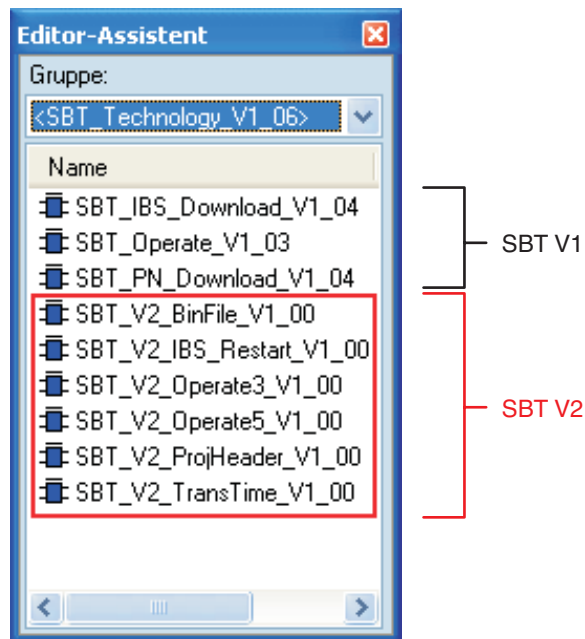 Editor-Assistent
Gruppe:
<SBT_Technology_V1_06>
Name
SBT_IBS_Download_V1_04
SBT_Operate_V1_03
SBT_PN_Download_V1_04
SBT V1
SBT_V2_BinFile_V1_00
SBT_V2_IBS_Restart_V1_00
SBT_V2_Operate3_V1_00
SBT_V2_Operate5_V1_00
SBT_V2_ProjHeader_V1_00
SBT_V2_TransTime_V1_00
SBT V2